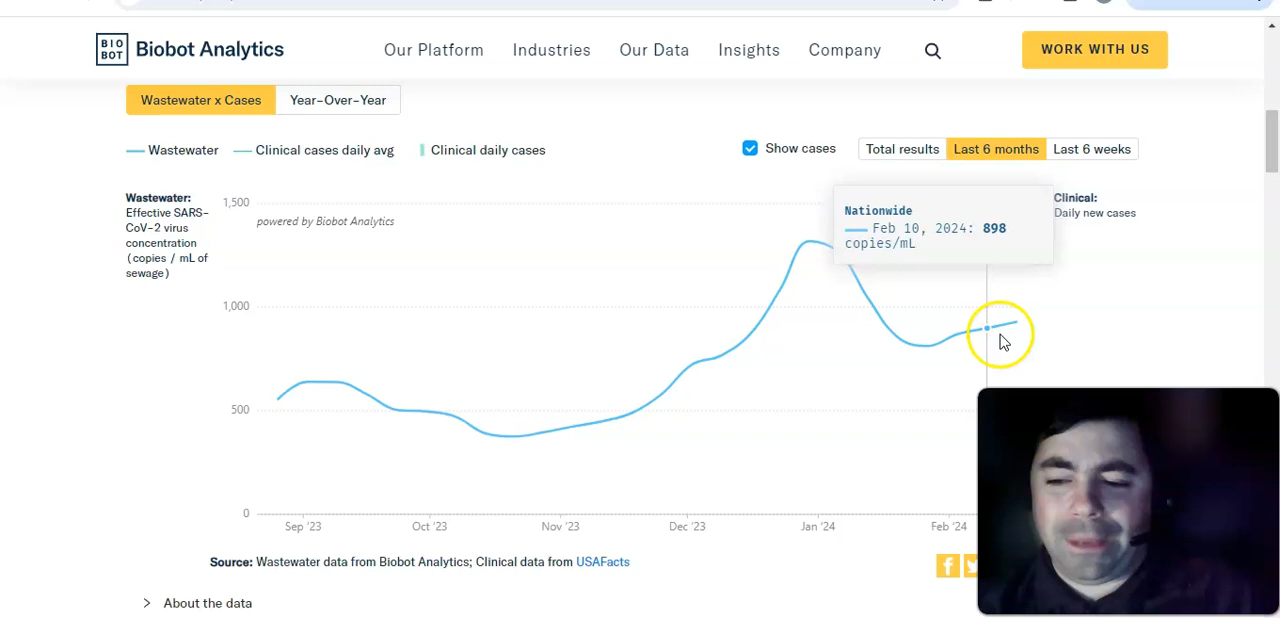 BIO
BOT
Biobot Analytics
Our Platform
Industries
Our Data
Insights
Company
WORK WITH US
Wastewater x Cases
Year-Over-Year
Wastewater
Clinical cases daily avg
Clinical daily cases
Show cases
Total results
Last 6 months
Last 6 weeks
Wastewater:
Effective SARS-
CoV-2 virus
concentration
(copies / mL of
sewage)
1,500
powered by Biobot Analytics
Nationwide
Feb 10, 2024: 898
copies/mL
Clinical:
Daily new cases
1,000
500
0
Sep '23
Oct '23
Nov '23
Dec '23
Jan '24
Feb '24
Source: Wastewater data from Biobot Analytics; Clinical data from USAFacts
> About the data